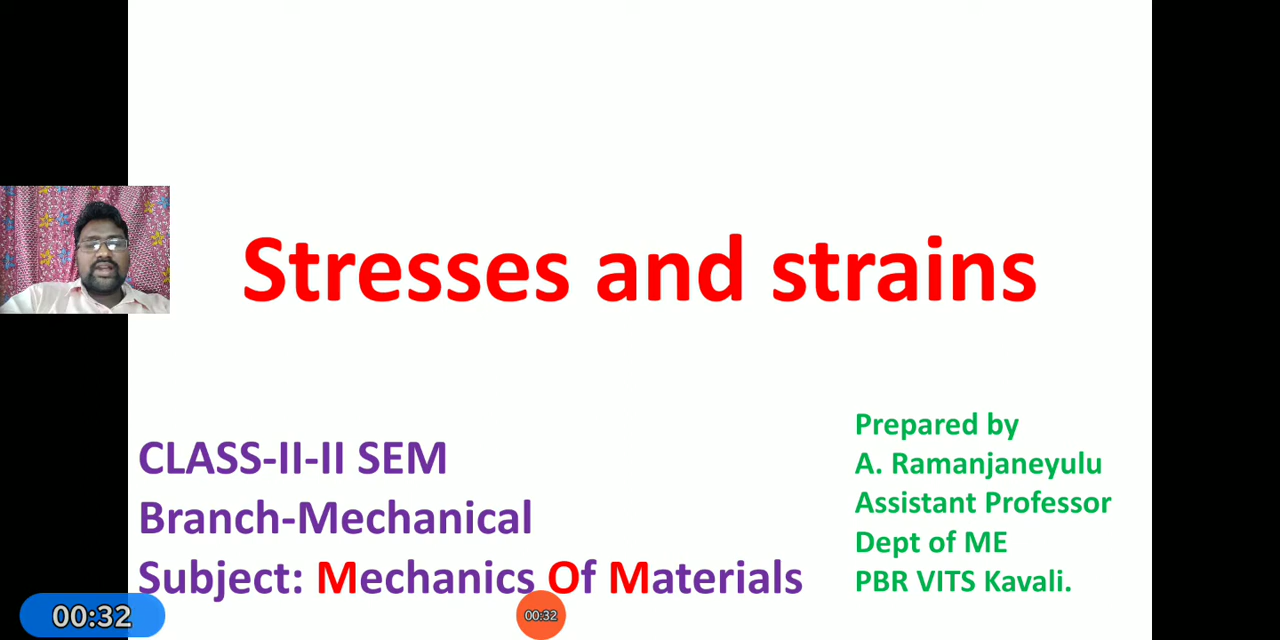 Stresses and strains
CLASS-II-II SEM
Branch-Mechanical
Subject: Mechanics Of Materials
Prepared by
A. Ramanjaneyulu
Assistant Professor
Dept of ME
PBR VITS Kavali.
00:32
00:32